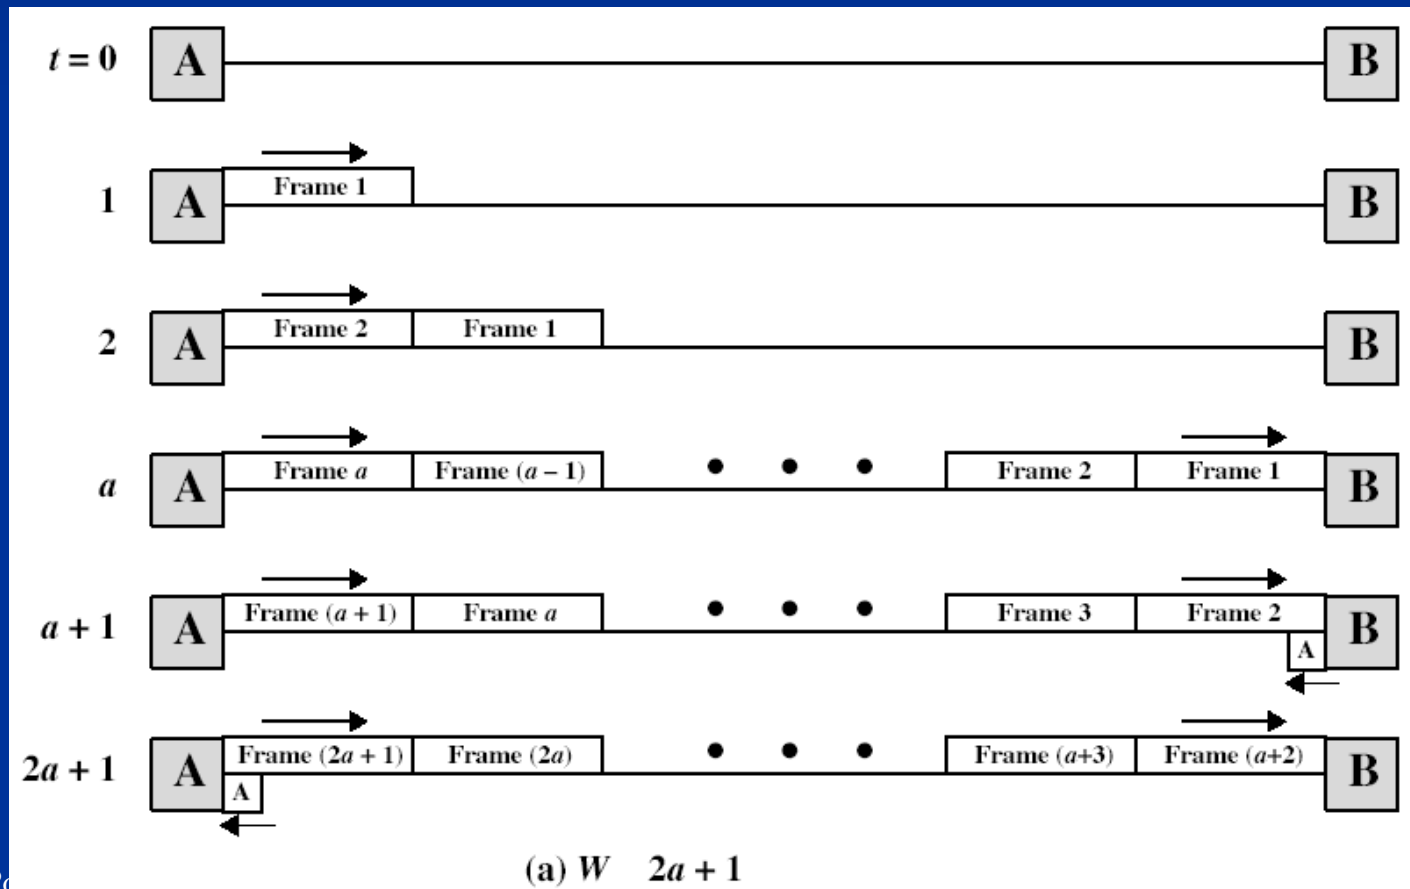 t = 0 A B
1 A Frame 1 B
2 A Frame 2 Frame 1 B
a A Frame a Frame (a – 1) • • • Frame 2 Frame 1 B
a + 1 A Frame (a + 1) Frame a • • • Frame 3 Frame 2 B
A
2a + 1 A Frame (2a + 1) Frame (2a) • • • Frame (a+3) Frame (a+2) B
A
(a) W 2a + 1